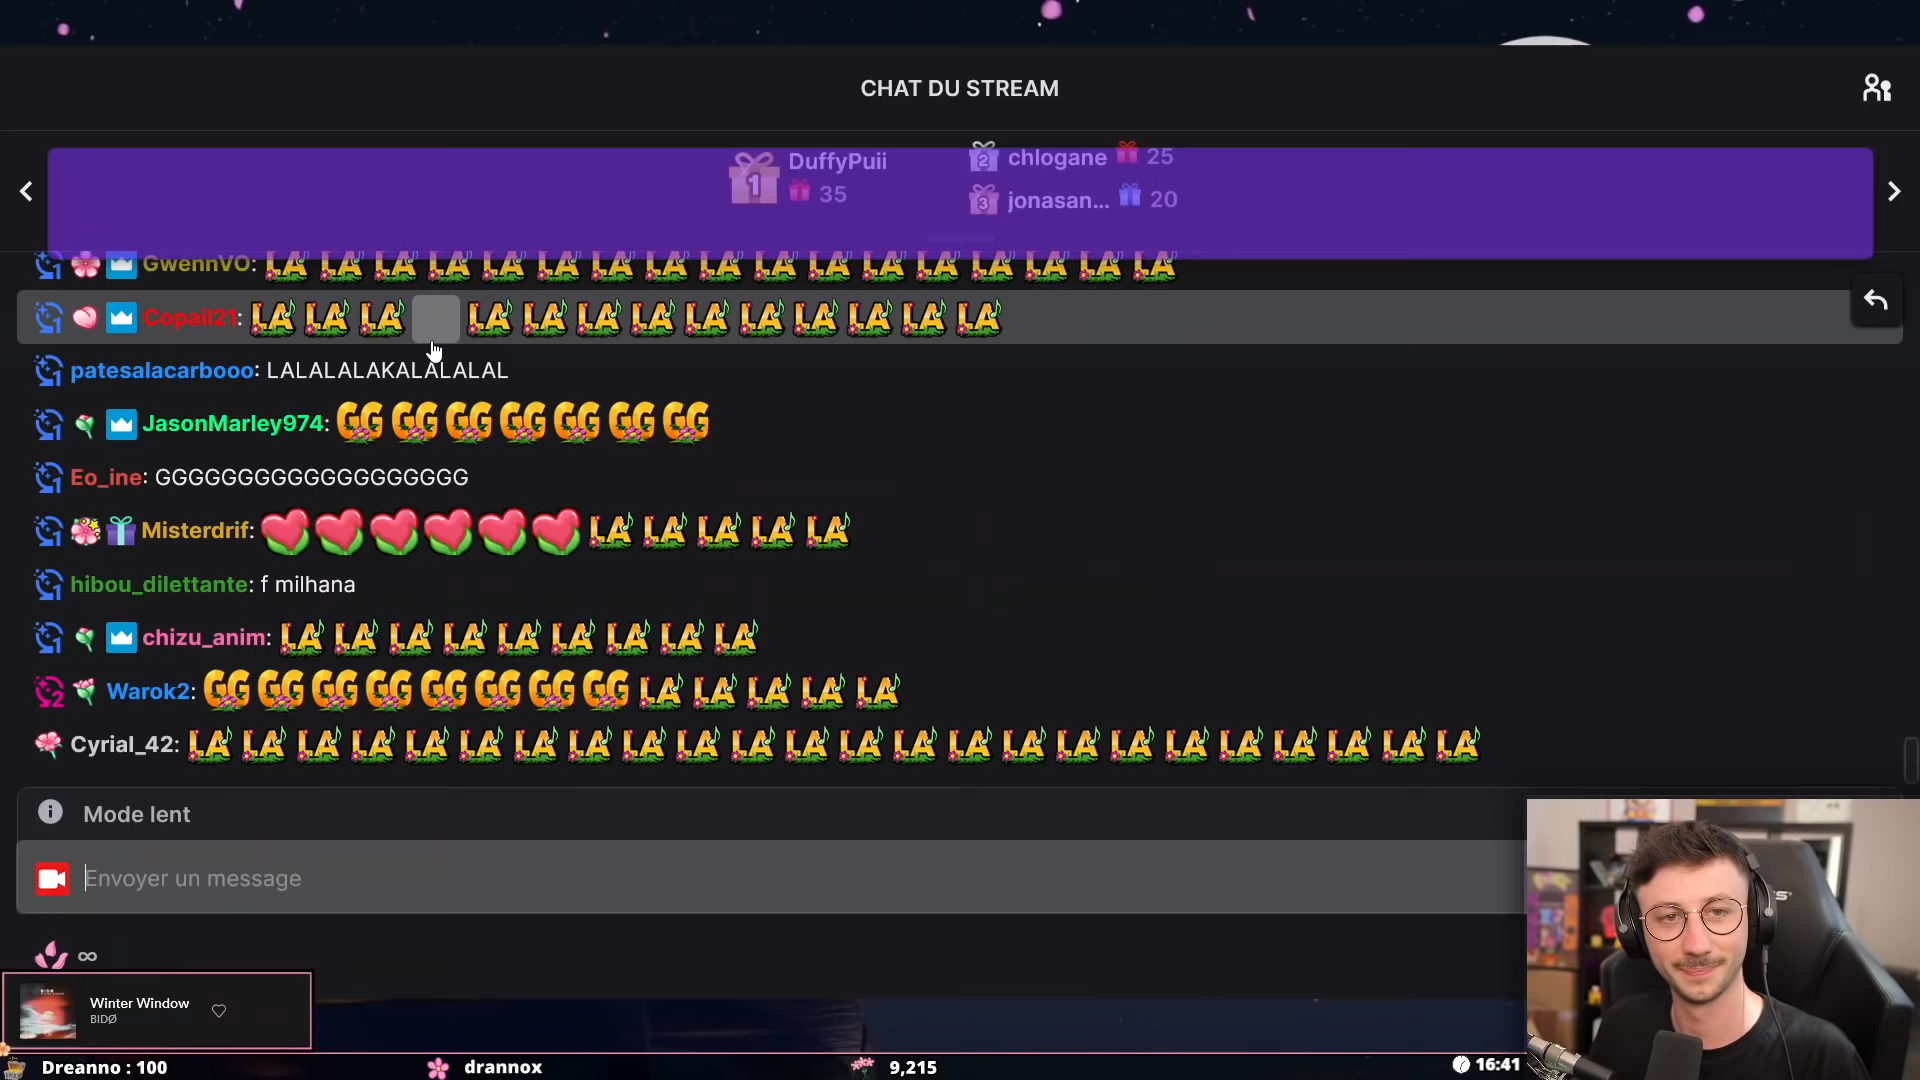 CHAT DU STREAM
1 DuffyPuii 35
2 chlogane 25
3 jonasan... 20
GwennVO: LA LA LA LA LA LA LA LA LA LA LA LA LA LA LA LA LA
Copail21: LA LA LA LA LA LA LA LA LA LA LA LA LA
patesalacarbooo: LALALALAKALALALAL
JasonMarley974: GG GG GG GG GG GG GG
Eo_ine: GGGGGGGGGGGGGGGGGGG
Misterdrif: LA LA LA LA LA
hibou_dilettante: f milhana
chizu_anim: LA LA LA LA LA LA LA LA LA
Warok2: GG GG GG GG GG GG GG GG LA LA LA LA LA
Cyrial_42: LA LA LA LA LA LA LA LA LA LA LA LA LA LA LA LA LA LA LA LA LA LA LA LA
Mode lent
Envoyer un message
∞
Winter Window
BIDØ
Dreanno : 100
drannox
9,215
16:41